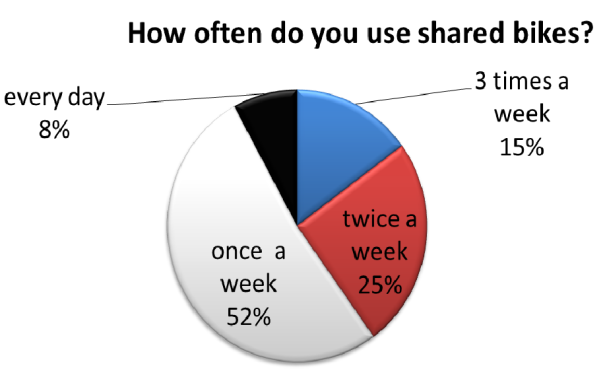 How often do you use shared bikes?
every day
8%
3 times a
week
15%
twice a
week
25%
once a
week
52%